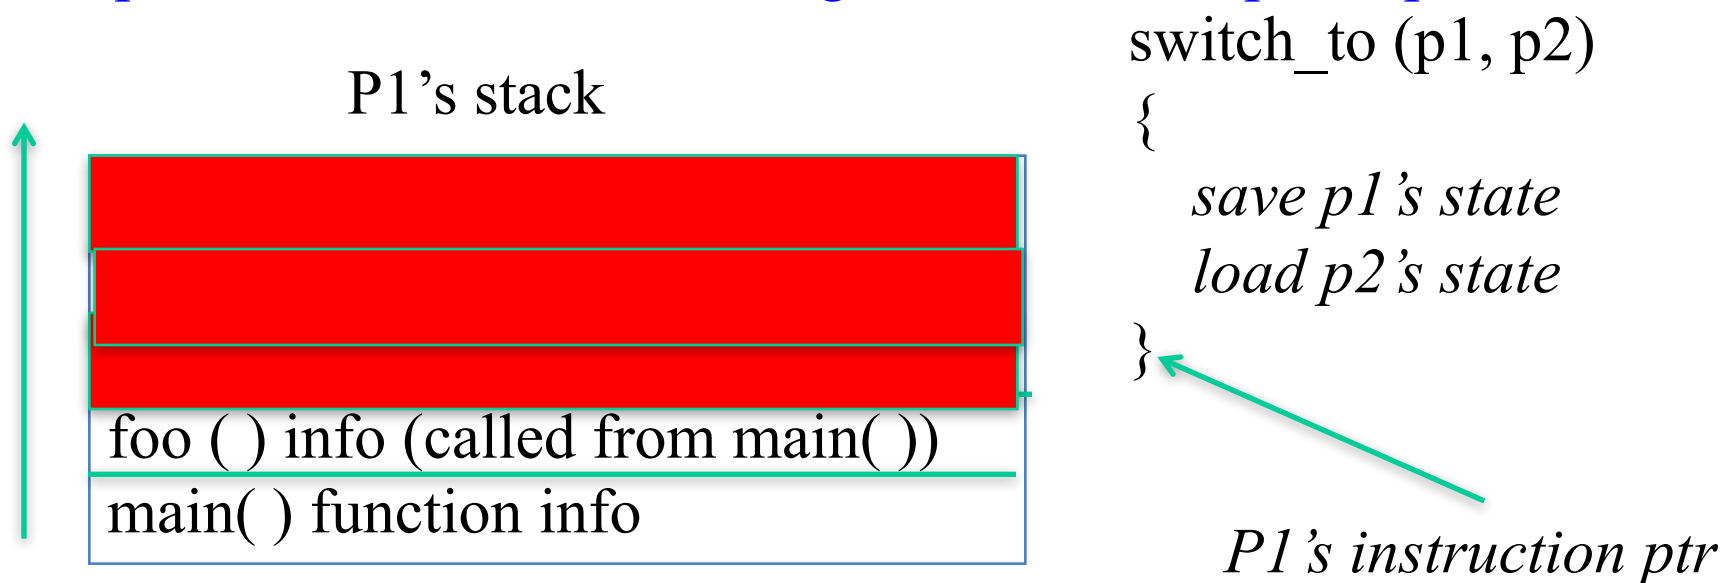 switch_to (p1, p2)
P1’s stack
{
save p1’s state
load p2’s state
}
foo ( ) info (called from main( ))
main( ) function info
P1’s instruction ptr